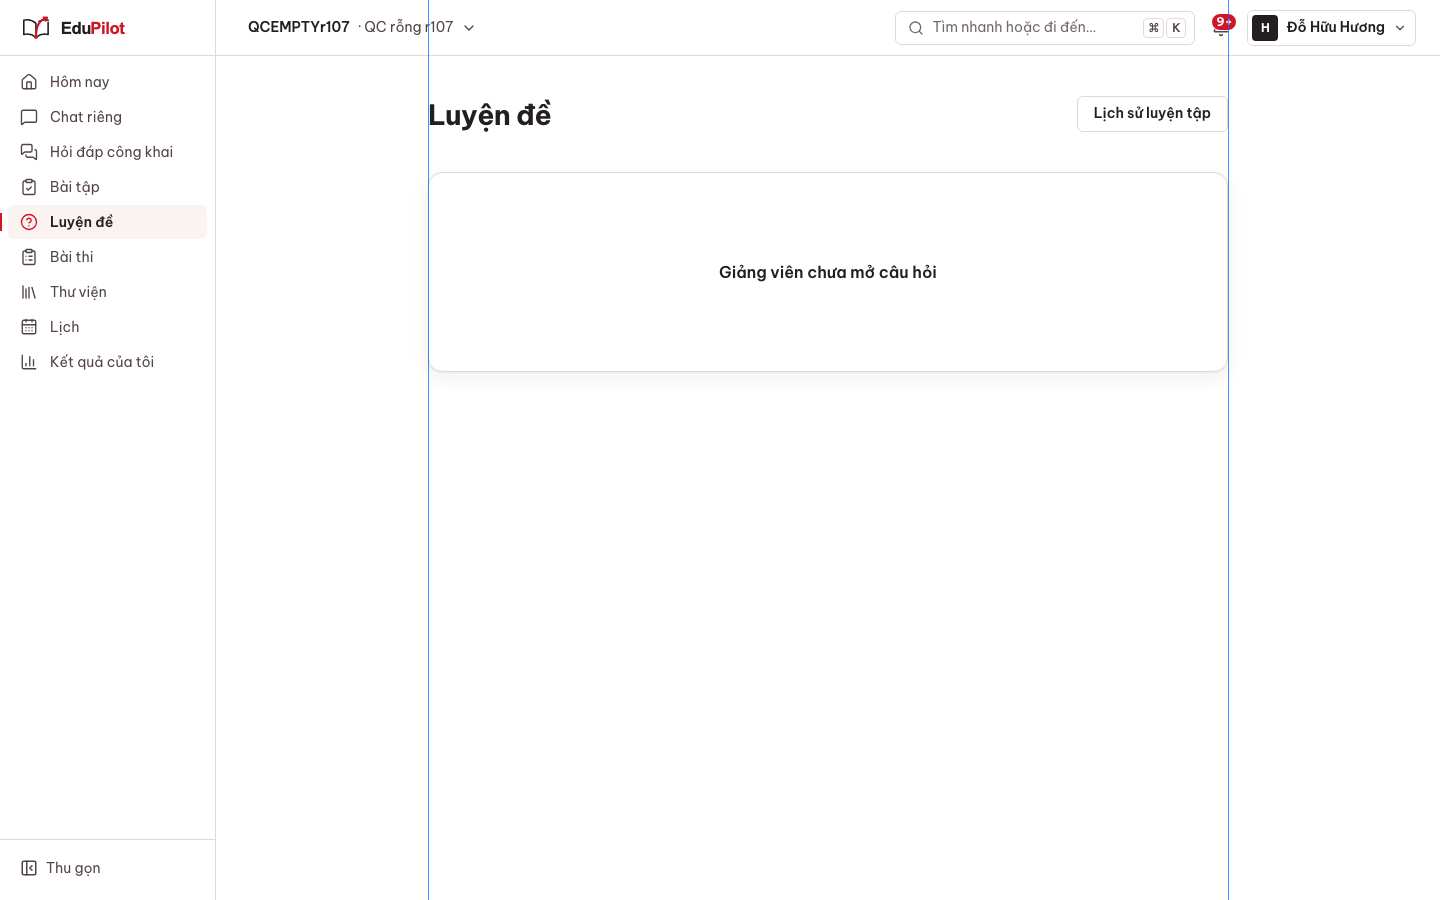 EduPilot
QCEMPTYr107 · QC rỗng r107
Tìm nhanh hoặc đi đến...
⌘ K
9+
H
Đỗ Hữu Hương
Hôm nay
Chat riêng
Hỏi đáp công khai
Bài tập
Luyện đề
Bài thi
Thư viện
Lịch
Kết quả của tôi
Thu gọn
Luyện đề
Lịch sử luyện tập
Giảng viên chưa mở câu hỏi